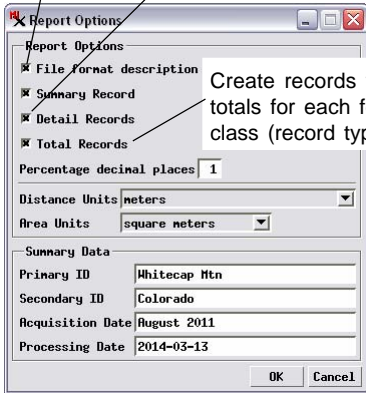 Report Options
Report Options
File format description
Summary Record
Detail Records
Total Records
Create records
totals for each f
class (record typ
Percentage decimal places 1
Distance Units meters
Area Units square meters
Summary Data
Primary ID Whitecap Mtn
Secondary ID Colorado
Acquisition Date August 2011
Processing Date 2014-03-13
OK Cancel